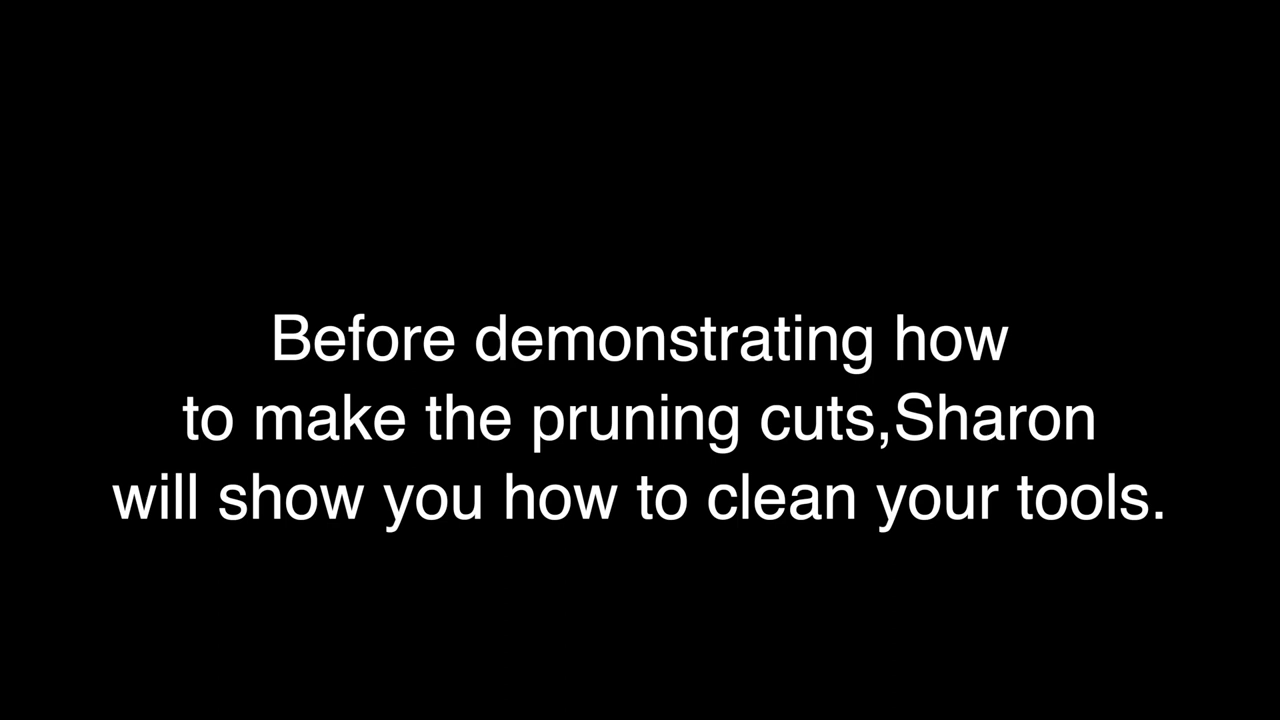 Before demonstrating how
to make the pruning cuts,Sharon
will show you how to clean your tools.